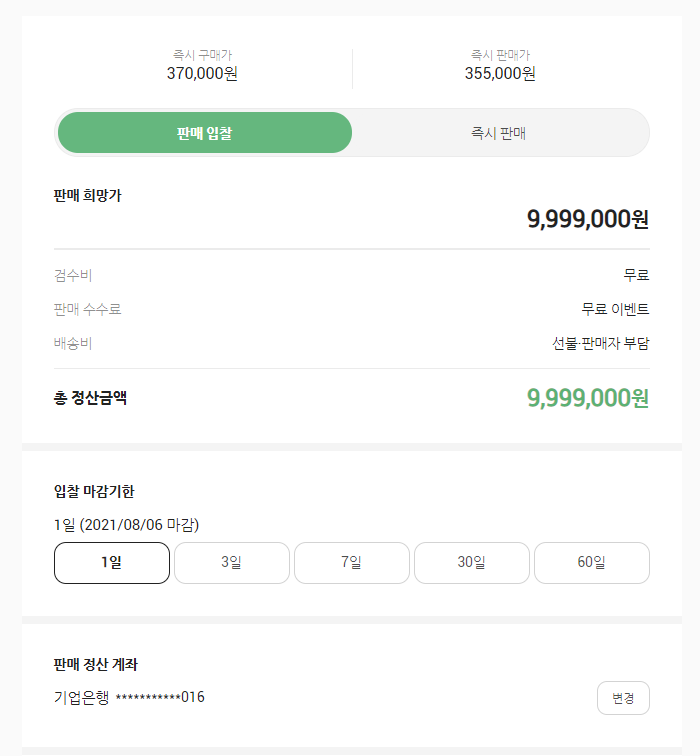 즉시 구매가
370,000원
즉시 판매가
355,000원
판매 입찰
즉시 판매
판매 희망가
9,999,000원
검수비 무료
판매 수수료 무료 이벤트
배송비 선불·판매자 부담
총 정산금액 9,999,000원
입찰 마감기한
1일 (2021/08/06 마감)
1일 3일 7일 30일 60일
판매 정산 계좌
기업은행 ***********016 변경